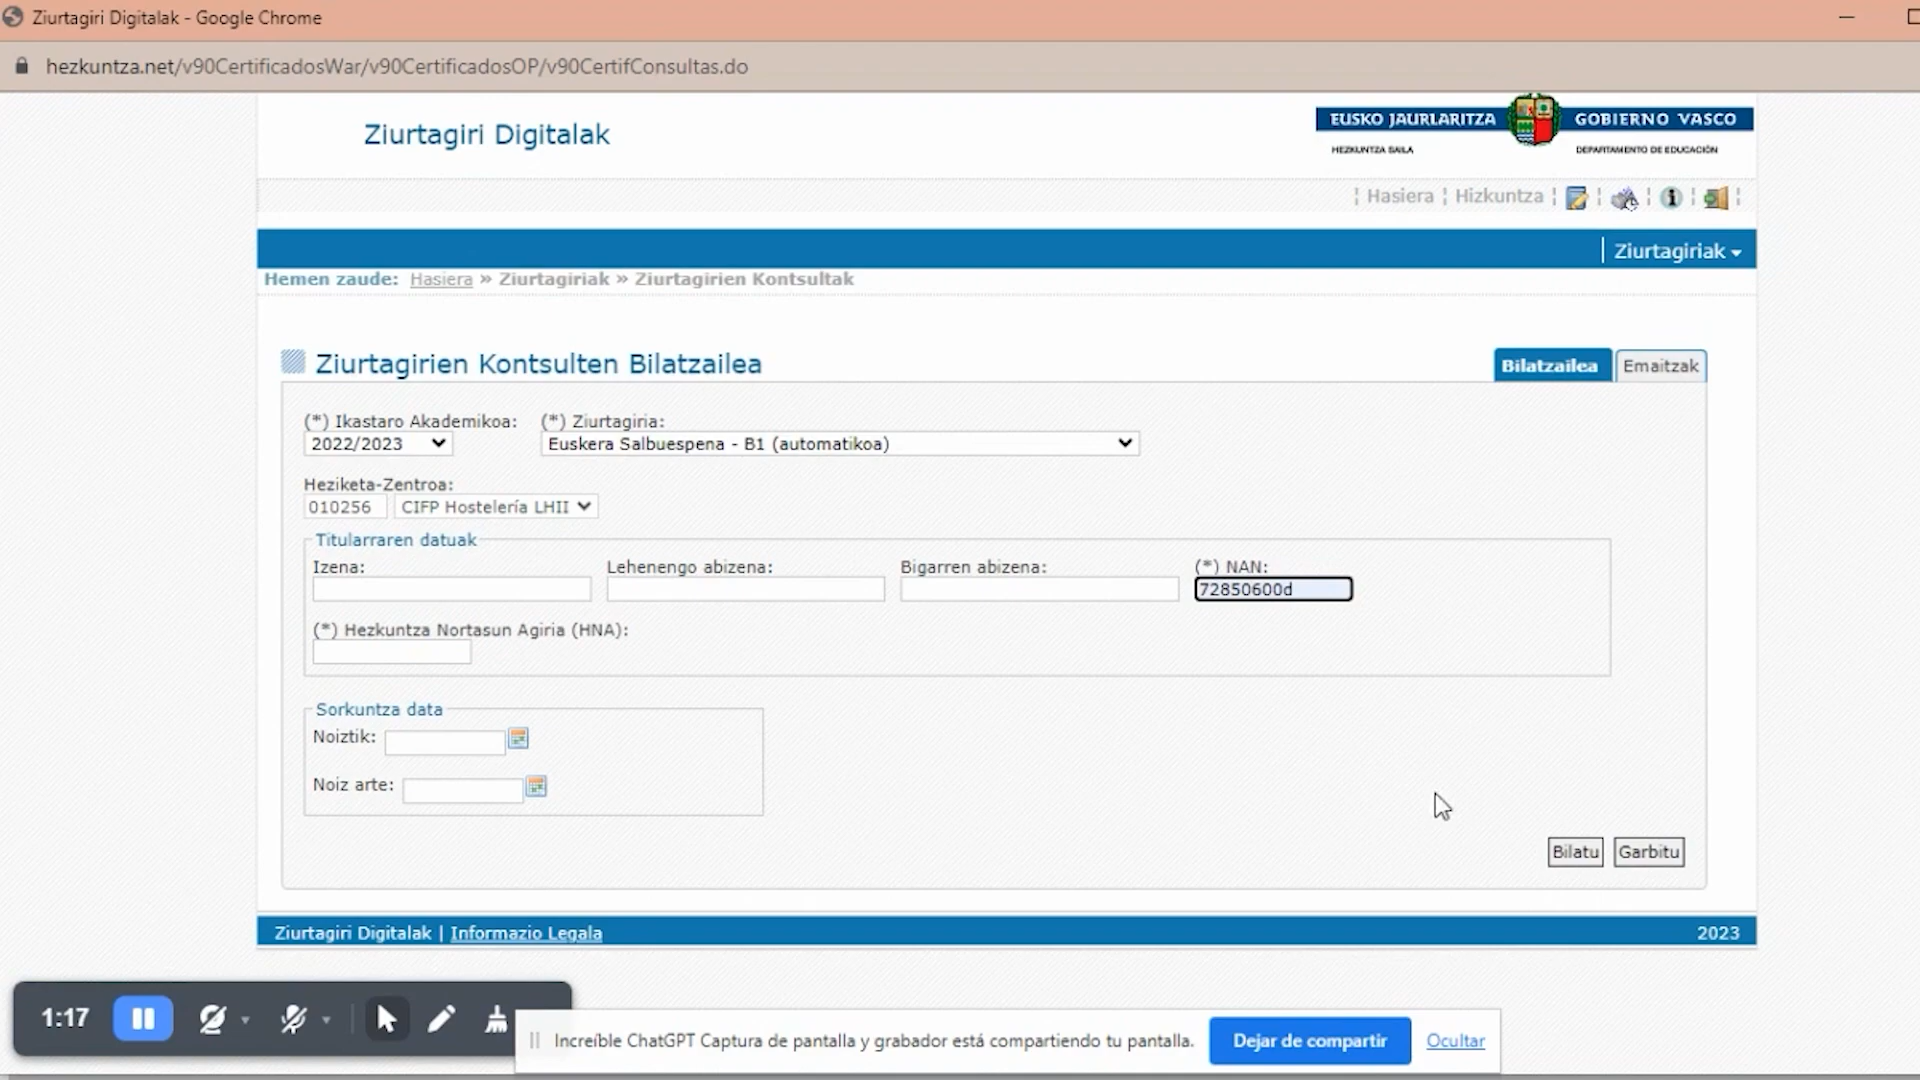 Ziurtagiri Digitalak - Google Chrome
hezkuntza.net/v90CertificadosWar/v90CertificadosOP/v90CertifConsultas.do
Ziurtagiri Digitalak
EUSKO JAURLARITZA GOBIERNO VASCO
HEZKUNTZA SAILA DEPARTAMENTO DE EDUCACIÓN
¦ Hasiera ¦ Hizkuntza ¦ ¦ ¦ ¦ ¦
Ziurtagiriak
Hemen zaude: Hasiera » Ziurtagiriak » Ziurtagirien Kontsultak
Ziurtagirien Kontsulten Bilatzailea Bilatzailea Emaitzak
(*) Ikastaro Akademikoa: (*) Ziurtagiria:
2022/2023 Euskera Salbuespena - B1 (automatikoa)
Heziketa-Zentroa:
010256 CIFP Hostelería LHII
Titularraren datuak
Izena: Lehenengo abizena: Bigarren abizena: (*) NAN:
72850600d
(*) Hezkuntza Nortasun Agiria (HNA):
Sorkuntza data
Noiztik:
Noiz arte:
Bilatu Garbitu
Ziurtagiri Digitalak | Informazio Legala 2023
1:17
Increíble ChatGPT Captura de pantalla y grabador está compartiendo tu pantalla. Dejar de compartir Ocultar